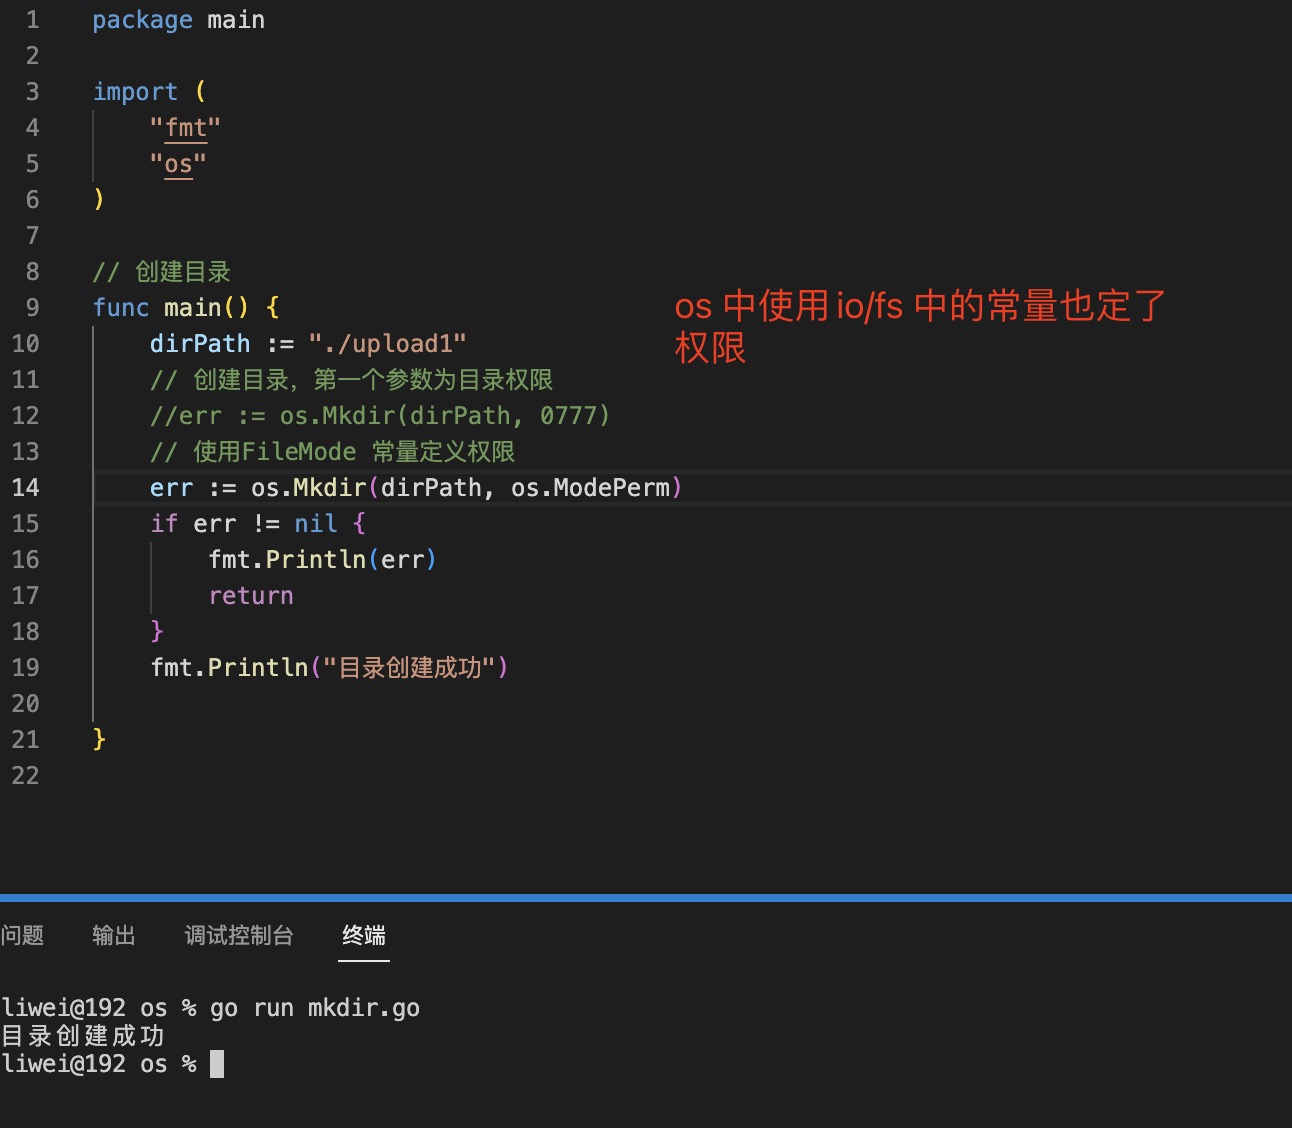 1 package main
2
3 import (
4 "fmt"
5 "os"
6 )
7
8 // 创建目录
9 func main() {
10 dirPath := "./upload1"
11 // 创建目录，第一个参数为目录权限
12 //err := os.Mkdir(dirPath, 0777)
13 // 使用FileMode 常量定义权限
14 err := os.Mkdir(dirPath, os.ModePerm)
15 if err != nil {
16 fmt.Println(err)
17 return
18 }
19 fmt.Println("目录创建成功")
20
21 }
22
os 中使用 io/fs 中的常量也定了
权限
问题 输出 调试控制台 终端
liwei@192 os % go run mkdir.go
目录创建成功
liwei@192 os %